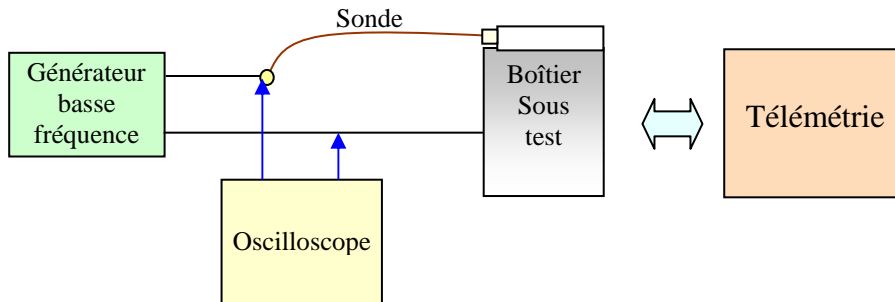 Sonde
Générateur
basse
fréquence
Boîtier
Sous
test
Télémétrie
Oscilloscope